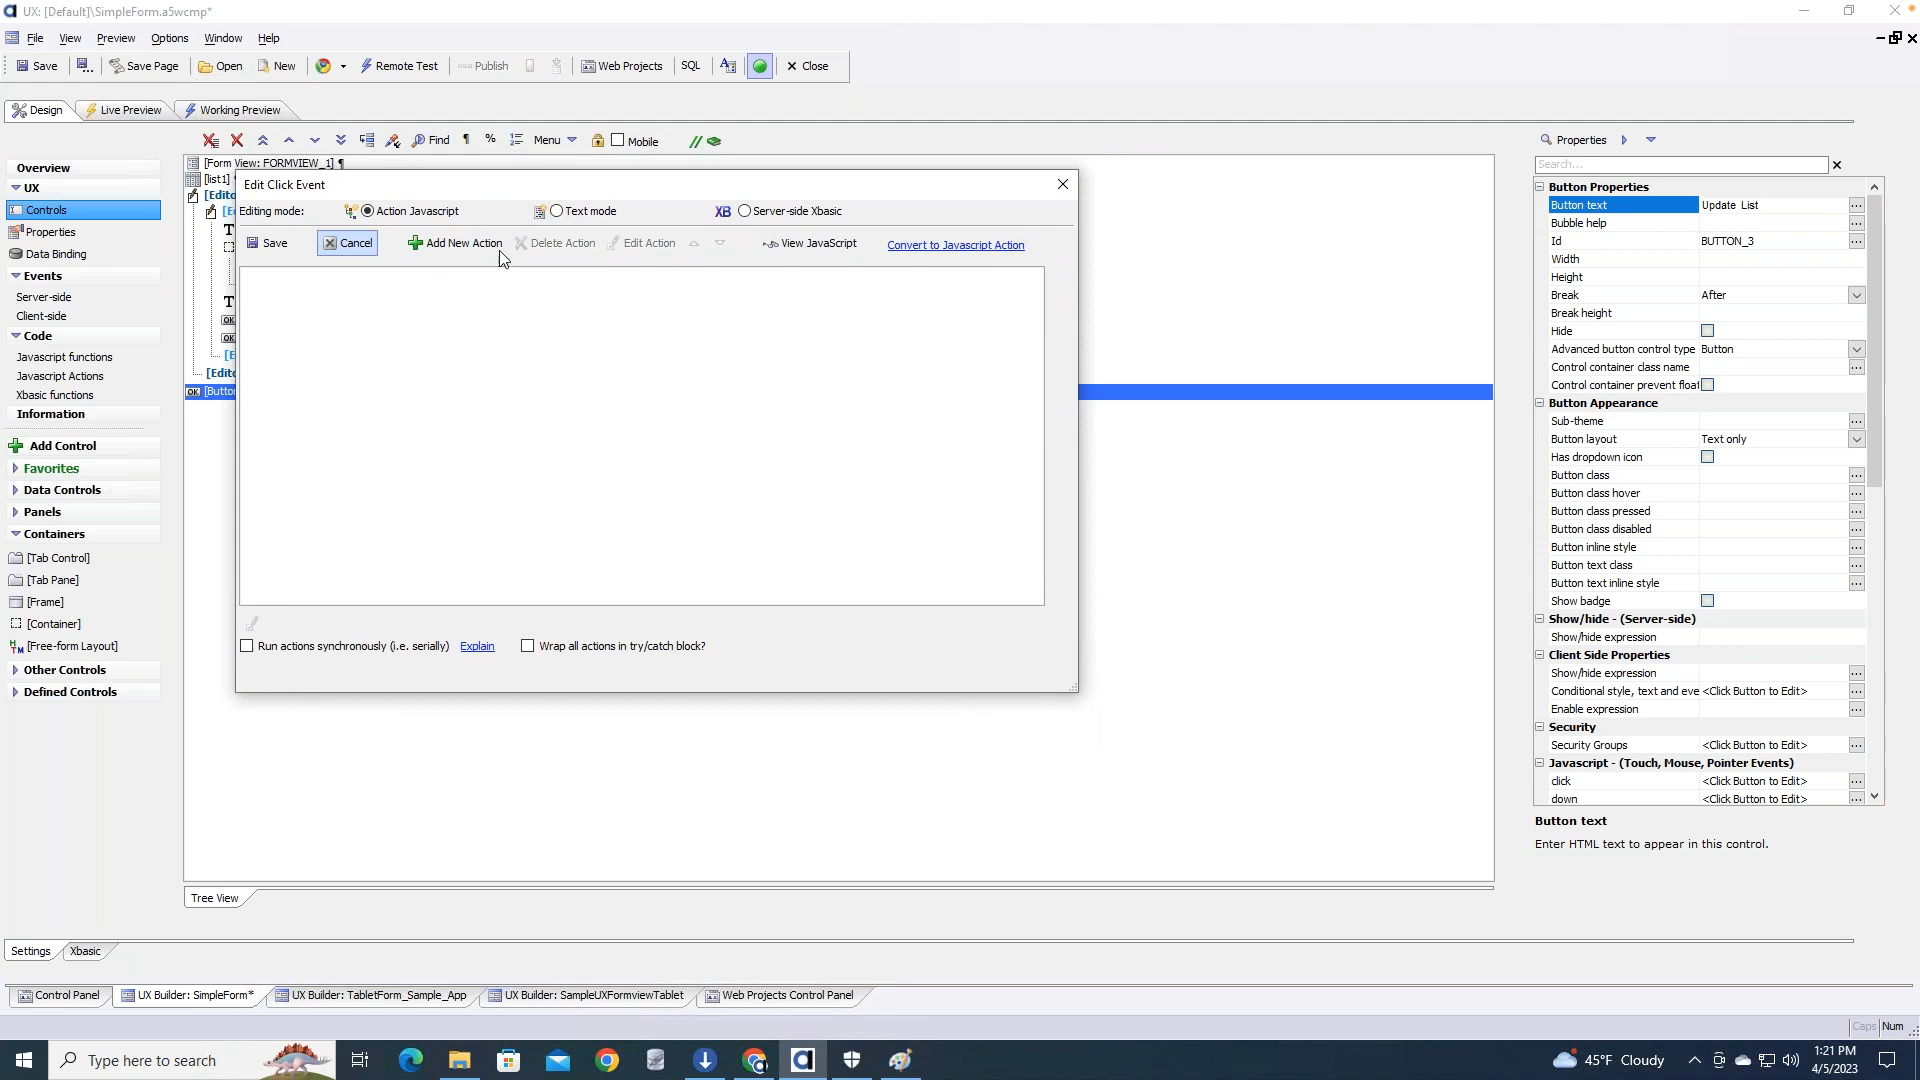 UX: [Default]\SimpleForm.a5wcmp*
File View Preview Options Window Help
Save Save Page Open New Remote Test Publish Web Projects SQL Close
Design Live Preview Working Preview
Find ¶ % Menu Mobile //
Properties
Search...
Overview
UX
Controls
Properties
Data Binding
Events
Server-side
Client-side
Code
Javascript functions
Javascript Actions
Xbasic functions
Information
Add Control
Favorites
Data Controls
Panels
Containers
[Tab Control]
[Tab Pane]
[Frame]
[Container]
[Free-form Layout]
Other Controls
Defined Controls
[Form View: FORMVIEW_1] ¶
[list1]
[Edito
[E
T
T
OK
OK
[E
[Edito
OK [Button
Edit Click Event
Editing mode: Action Javascript Text mode XB Server-side Xbasic
Save Cancel Add New Action Delete Action Edit Action View JavaScript Convert to Javascript Action
Run actions synchronously (i.e. serially) Explain Wrap all actions in try/catch block?
Button Properties
Button text Update List
Bubble help
Id BUTTON_3
Width
Height
Break After
Break height
Hide
Advanced button control type Button
Control container class name
Control container prevent float
Button Appearance
Sub-theme
Button layout Text only
Has dropdown icon
Button class
Button class hover
Button class pressed
Button class disabled
Button inline style
Button text class
Button text inline style
Show badge
Show/hide - (Server-side)
Show/hide expression
Client Side Properties
Show/hide expression
Conditional style, text and eve <Click Button to Edit>
Enable expression
Security
Security Groups <Click Button to Edit>
Javascript - (Touch, Mouse, Pointer Events)
click <Click Button to Edit>
down <Click Button to Edit>
Button text
Enter HTML text to appear in this control.
Tree View
Settings Xbasic
Control Panel UX Builder: SimpleForm* UX Builder: TabletForm_Sample_App UX Builder: SampleUXFormviewTablet Web Projects Control Panel
Caps Num
Type here to search
45°F Cloudy
1:21 PM
4/5/2023